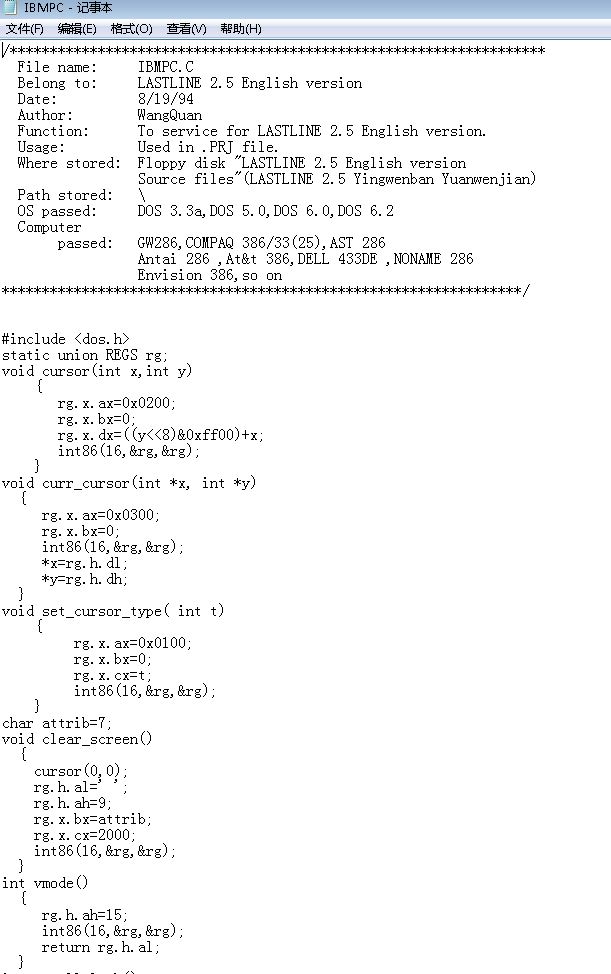 IBMPC - 记事本
文件(F) 编辑(E) 格式(O) 查看(V) 帮助(H)
/*******************************************************************
File name: IBMPC.C
Belong to: LASTLINE 2.5 English version
Date: 8/19/94
Author: WangQuan
Function: To service for LASTLINE 2.5 English version.
Usage: Used in .PRJ file.
Where stored: Floppy disk "LASTLINE 2.5 English version
Source files"(LASTLINE 2.5 Yingwenban Yuanwenjian)
Path stored: \
OS passed: DOS 3.3a,DOS 5.0,DOS 6.0,DOS 6.2
Computer
passed: GW286,COMPAQ 386/33(25),AST 286
Antai 286 ,At&t 386,DELL 433DE ,NONAME 286
Envision 386,so on
*****************************************************************/
#include <dos.h>
static union REGS rg;
void cursor(int x,int y)
{
rg.x.ax=0x0200;
rg.x.bx=0;
rg.x.dx=((y<<8)&0xff00)+x;
int86(16,&rg,&rg);
}
void curr_cursor(int *x, int *y)
{
rg.x.ax=0x0300;
rg.x.bx=0;
int86(16,&rg,&rg);
*x=rg.h.dl;
*y=rg.h.dh;
}
void set_cursor_type( int t)
{
rg.x.ax=0x0100;
rg.x.bx=0;
rg.x.cx=t;
int86(16,&rg,&rg);
}
char attrib=7;
void clear_screen()
{
cursor(0,0);
rg.h.al=' ';
rg.h.ah=9;
rg.x.bx=attrib;
rg.x.cx=2000;
int86(16,&rg,&rg);
}
int vmode()
{
rg.h.ah=15;
int86(16,&rg,&rg);
return rg.h.al;
}